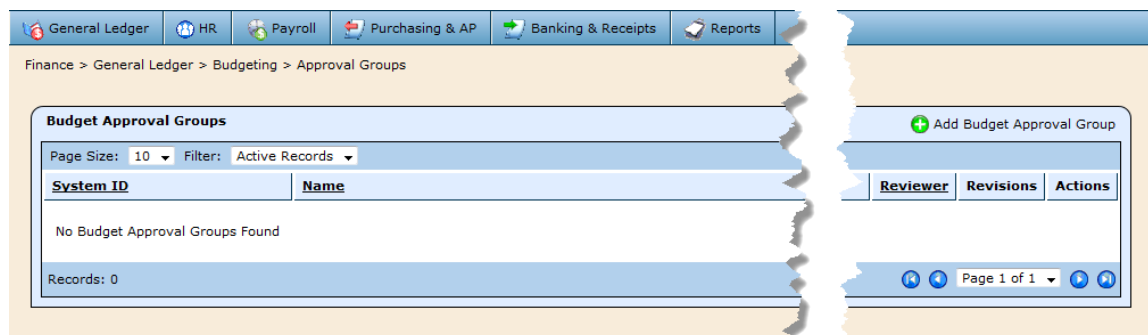 General Ledger HR Payroll Purchasing & AP Banking & Receipts Reports
Finance > General Ledger > Budgeting > Approval Groups
Budget Approval Groups Add Budget Approval Group
Page Size: 10 Filter: Active Records
System ID Name Reviewer Revisions Actions
No Budget Approval Groups Found
Records: 0 Page 1 of 1